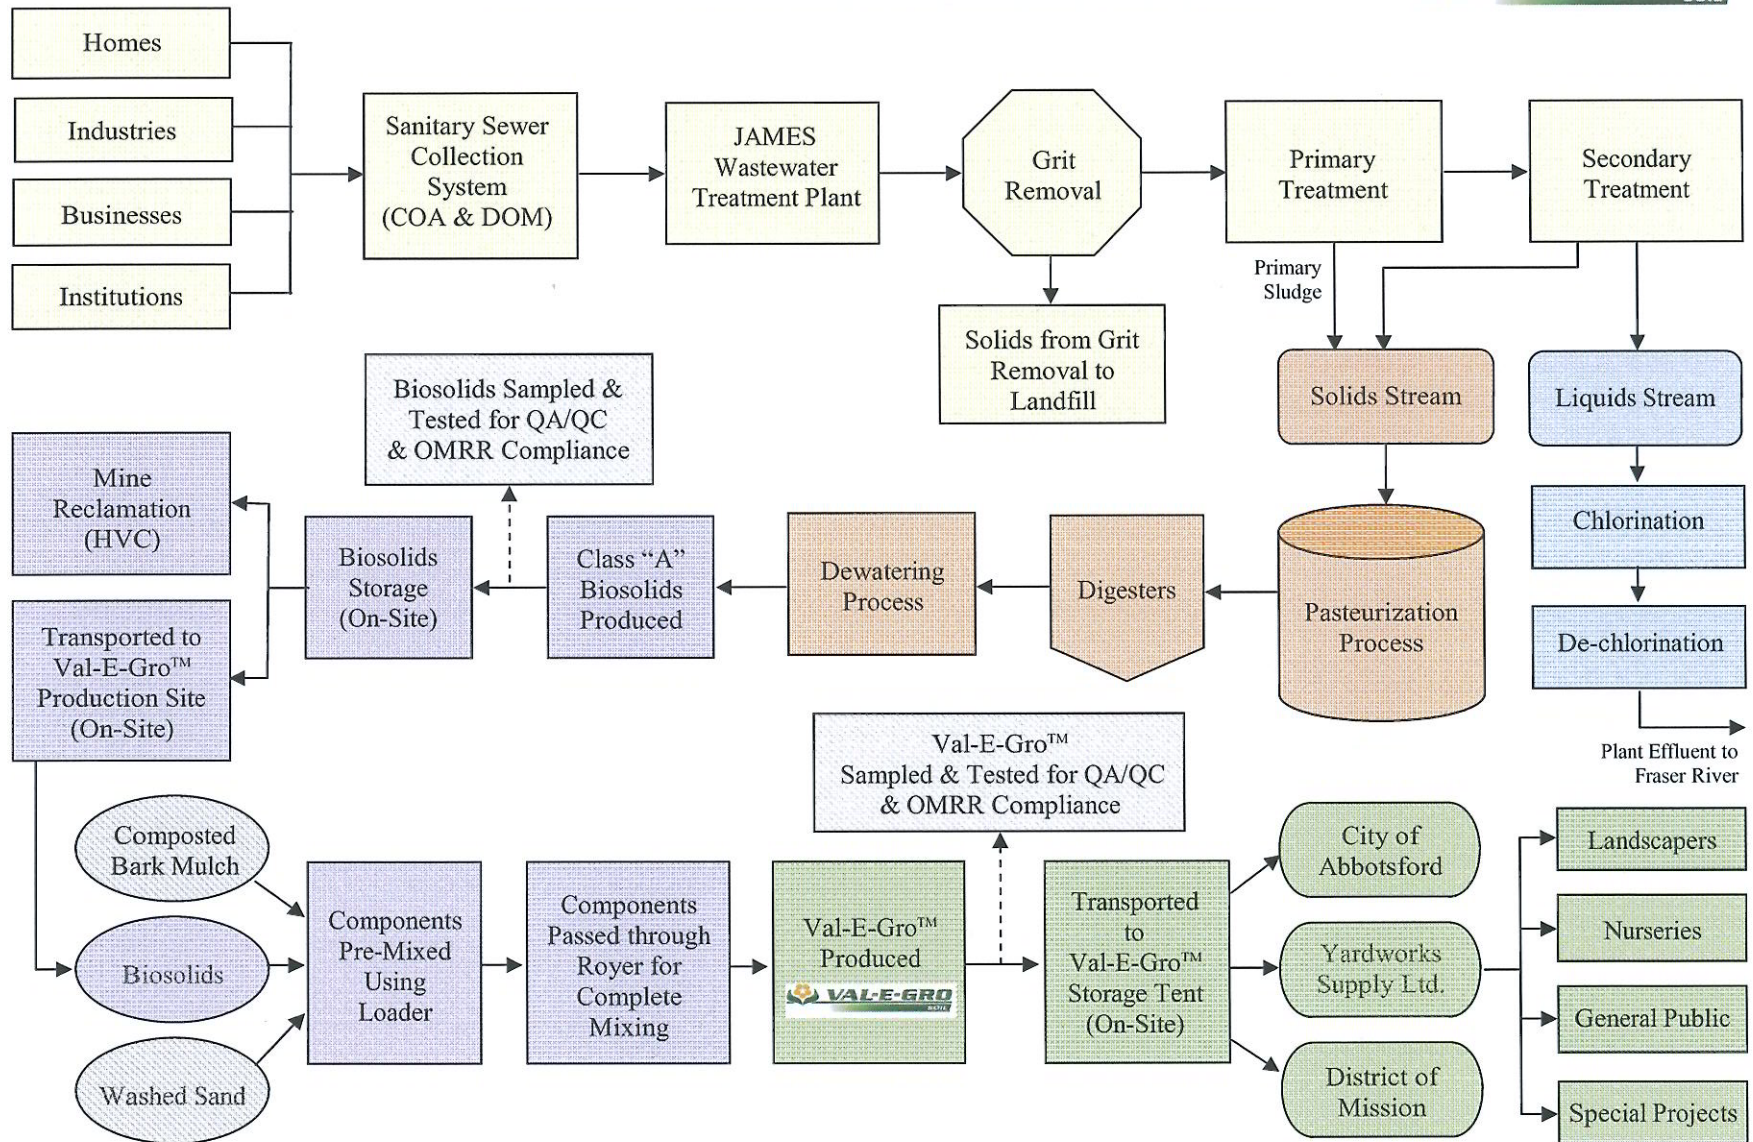 Homes
Industries
Businesses
Institutions
Sanitary Sewer
Collection
System
(COA & DOM)
JAMES
Wastewater
Treatment Plant
Grit
Removal
Primary
Treatment
Secondary
Treatment
Primary
Sludge
Solids from Grit
Removal to
Landfill
Solids Stream
Liquids Stream
Biosolids Sampled &
Tested for QA/QC
& OMRR Compliance
Mine
Reclamation
(HVC)
Biosolids
Storage
(On-Site)
Class “A”
Biosolids
Produced
Dewatering
Process
Digesters
Pasteurization
Process
Chlorination
De-chlorination
Plant Effluent to
Fraser River
Transported to
Val-E-Gro™
Production Site
(On-Site)
Val-E-Gro™
Sampled & Tested for QA/QC
& OMRR Compliance
Composted
Bark Mulch
Biosolids
Washed Sand
Components
Pre-Mixed
Using
Loader
Components
Passed through
Royer for
Complete
Mixing
Val-E-Gro™
Produced
VAL-E-GRO
Transported
to
Val-E-Gro™
Storage Tent
(On-Site)
City of
Abbotsford
Yardworks
Supply Ltd.
District of
Mission
Landscapers
Nurseries
General Public
Special Projects